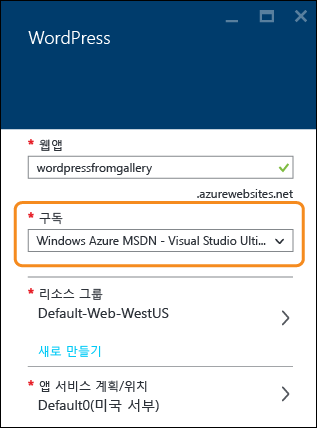 WordPress
* 웹앱
wordpressfromgallery
.azurewebsites.net
* 구독
Windows Azure MSDN - Visual Studio Ulti...
* 리소스 그룹
Default-Web-WestUS
새로 만들기
* 앱 서비스 계획/위치
Default0(미국 서부)